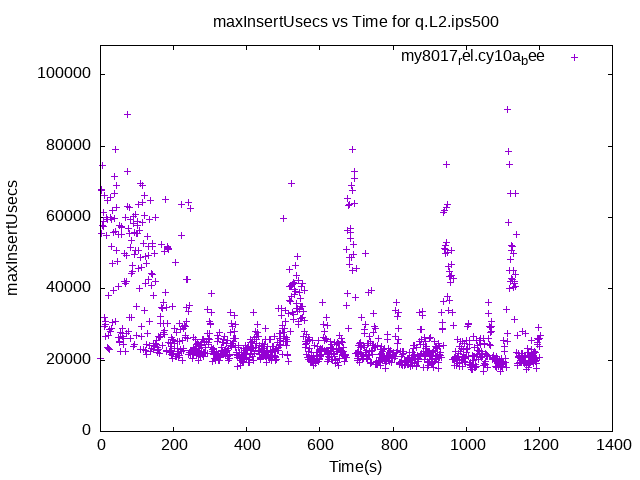 maxInsertUsecs vs Time for q.L2.ips500
my8017rel.cy10abee
100000
80000
60000
40000
20000
0
maxInsertUsecs
0 200 400 600 800 1000 1200 1400
Time(s)